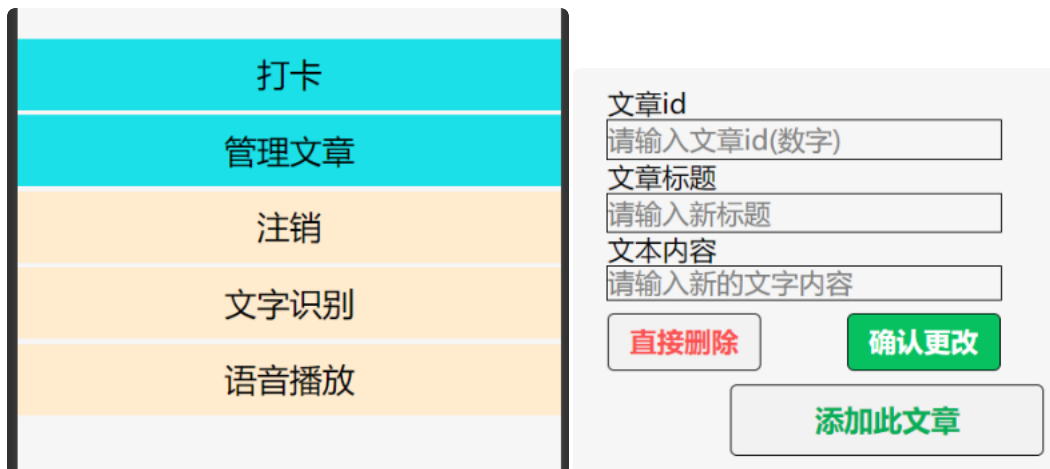 打卡
管理文章
注销
文字识别
语音播放
文章id
请输入文章id(数字)
文章标题
请输入新标题
文本内容
请输入新的文字内容
直接删除
确认更改
添加此文章